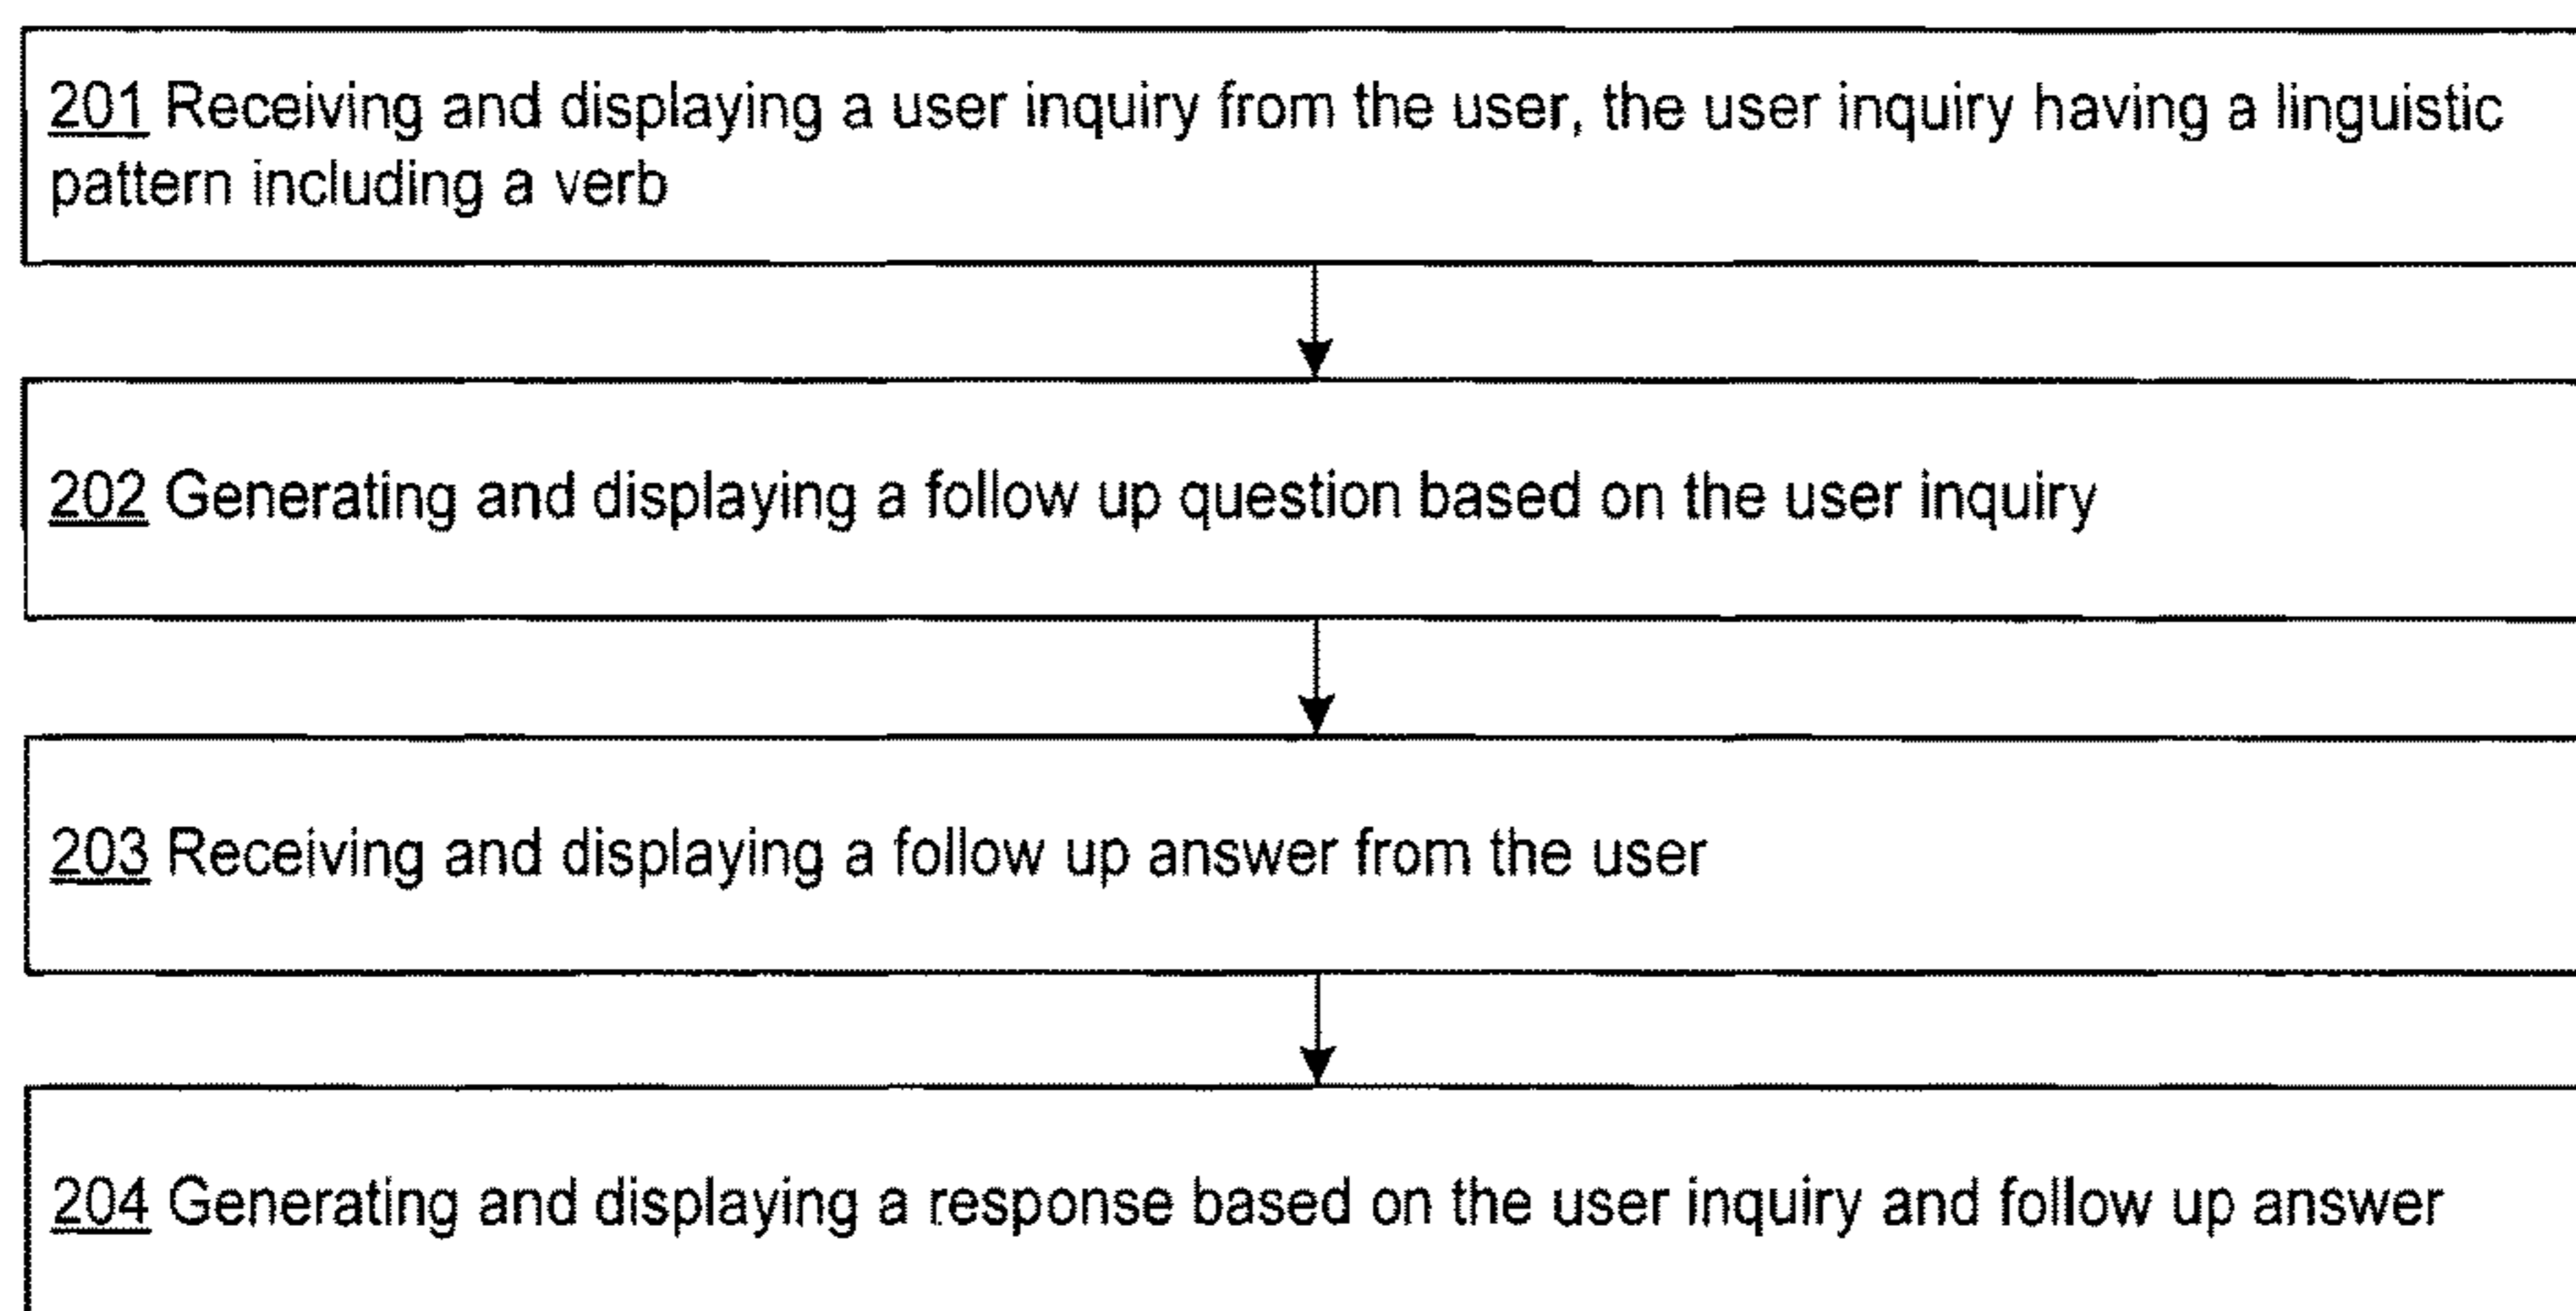 201 Receiving and displaying a user inquiry from the user, the user inquiry having a linguistic
pattern including a verb
202 Generating and displaying a follow up question based on the user inquiry
203 Receiving and displaying a follow up answer from the user
204 Generating and displaying a response based on the user inquiry and follow up answer